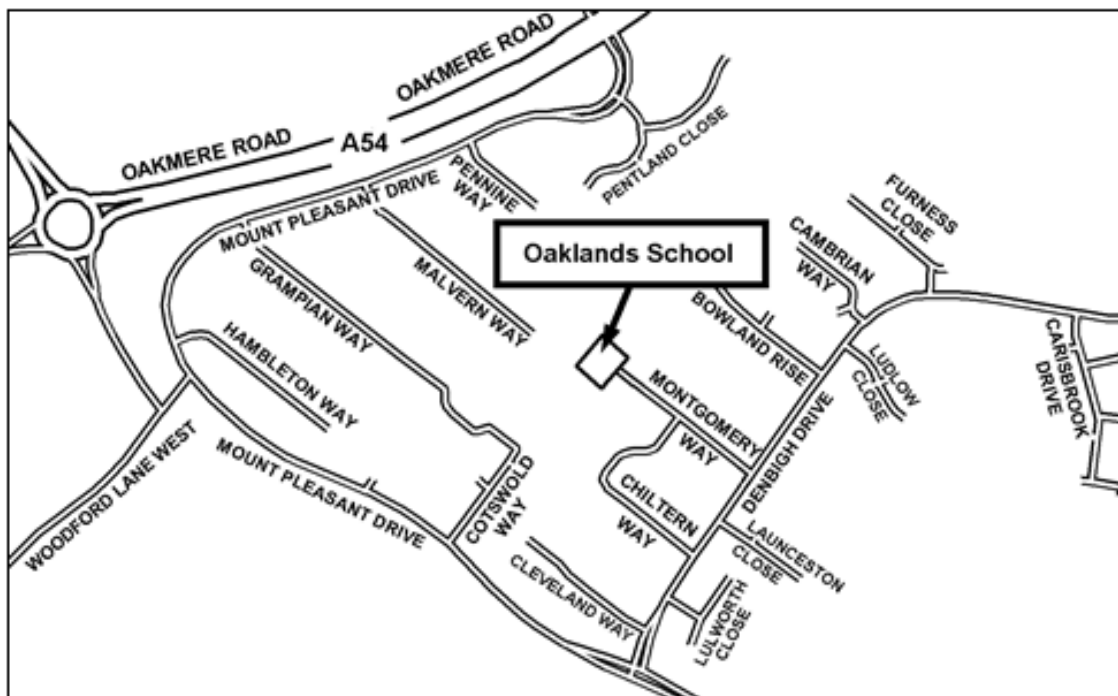 OAKMERE ROAD
OAKMERE ROAD
A54
PENTLAND CLOSE
PENNINE
WAY
MOUNT PLEASANT DRIVE
FURNESS
CLOSE
CAMBRIAN
WAY
Oaklands School
GRAMPIAN WAY
MALVERN WAY
BOWLAND RISE
HAMBLETON WAY
LUDLOW
CLOSE
CARISBROOK
DRIVE
MONTGOMERY
WAY
DENBIGH DRIVE
WOODFORD LANE WEST
MOUNT PLEASANT DRIVE
COTSWOLD
WAY
CHILTERN
WAY
LAUNCESTON
CLOSE
CLEVELAND WAY
LULWORTH
CLOSE